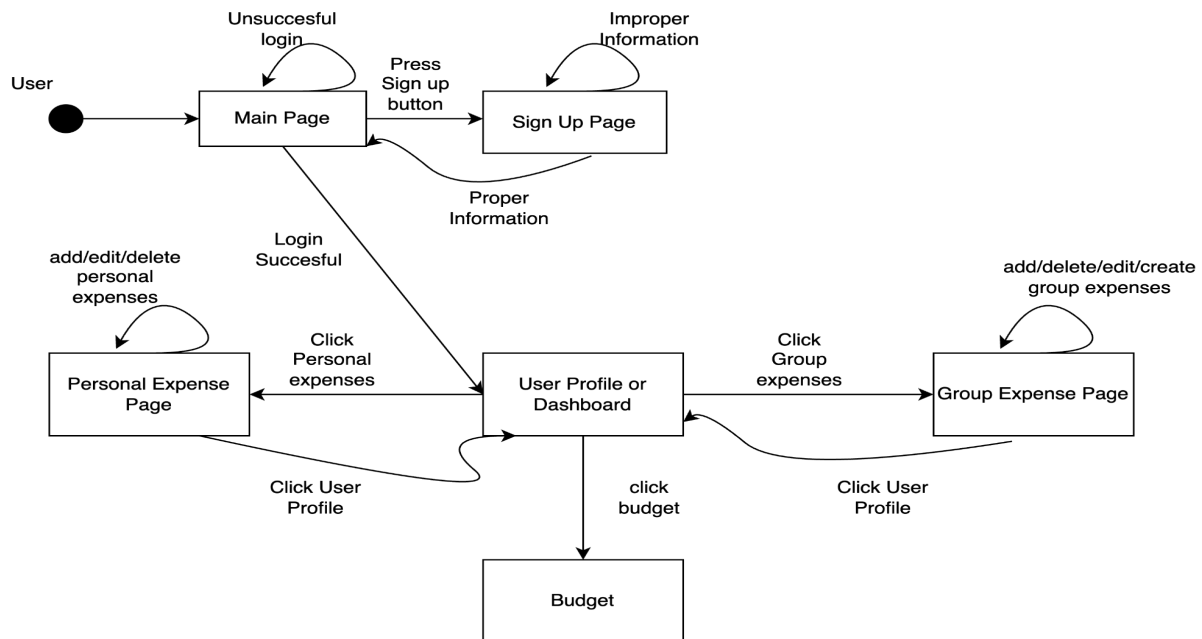 Unsuccesful
login
Improper
Information
User
Press
Sign up
button
Main Page
Sign Up Page
Proper
Information
Login
Succesful
add/edit/delete
personal
expenses
add/delete/edit/create
group expenses
Click
Personal
expenses
Click
Group
expenses
Personal Expense
Page
User Profile or
Dashboard
Group Expense Page
Click User
Profile
click
budget
Click User
Profile
Budget